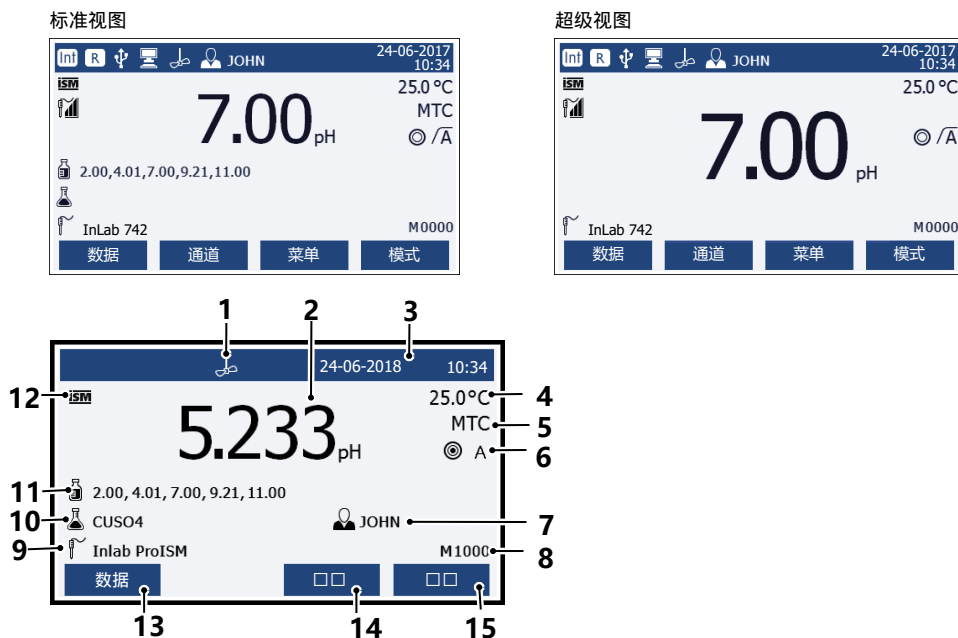 标准视图
Int R JOHN 24-06-2017 10:34
iSM
25.0 °C
MTC
7.00 pH
/A
2.00,4.01,7.00,9.21,11.00
InLab 742
M0000
数据 通道 菜单 模式
超级视图
Int R JOHN 24-06-2017 10:34
iSM
25.0 °C
7.00 pH
/A
InLab 742
M0000
数据 通道 菜单 模式
1 2 3
24-06-2018 10:34
12 iSM
25.0°C 4
MTC 5
5.233 pH
A 6
11 2.00, 4.01, 7.00, 9.21, 11.00
10 CUSO4
JOHN 7
9 Inlab ProISM
M1000 8
数据 □□ □□
13 14 15